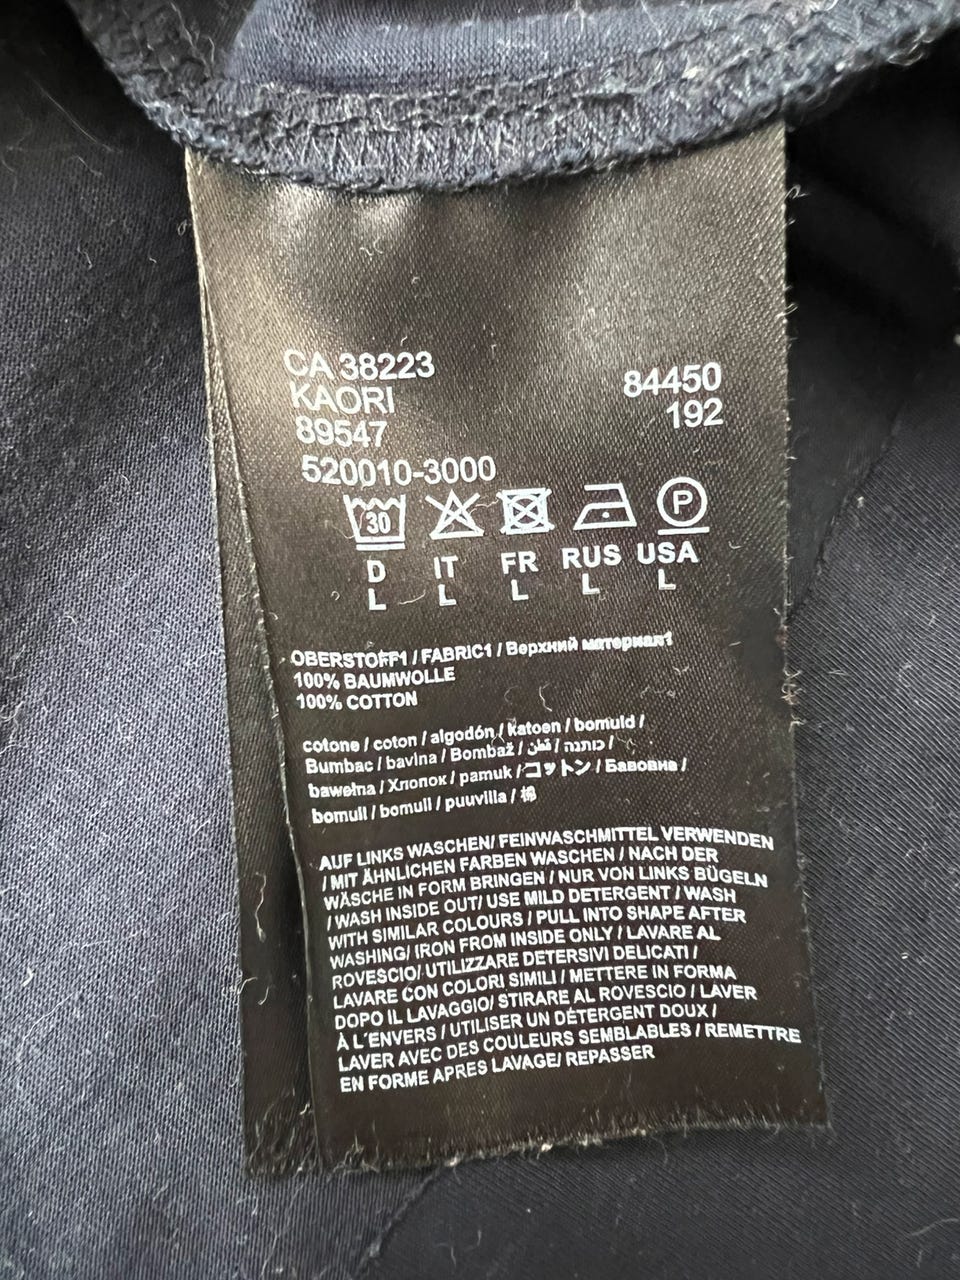 CA 38223
KAORI 84450
89547 192
520010-3000
30 P
D IT FR RUS USA
L L L L L
OBERSTOFF1 / FABRIC1 / Верхний материал1
100% BAUMWOLLE
100% COTTON
cotone / coton / algodón / katoen / bomuld /
Bumbac / bavlna / Bombaž / قطن / כותנה /
bawełna / Хлопок / pamuk / コットン / Бавовна /
bomull / bomull / puuvilla / 棉
AUF LINKS WASCHEN/ FEINWASCHMITTEL VERWENDEN
/ MIT ÄHNLICHEN FARBEN WASCHEN / NACH DER
WÄSCHE IN FORM BRINGEN / NUR VON LINKS BÜGELN
/ WASH INSIDE OUT/ USE MILD DETERGENT / WASH
WITH SIMILAR COLOURS / PULL INTO SHAPE AFTER
WASHING/ IRON FROM INSIDE ONLY / LAVARE AL
ROVESCIO/ UTILIZZARE DETERSIVI DELICATI /
LAVARE CON COLORI SIMILI / METTERE IN FORMA
DOPO IL LAVAGGIO/ STIRARE AL ROVESCIO / LAVER
À L´ENVERS / UTILISER UN DÉTERGENT DOUX /
LAVER AVEC DES COULEURS SEMBLABLES / REMETTRE
EN FORME APRES LAVAGE/ REPASSER